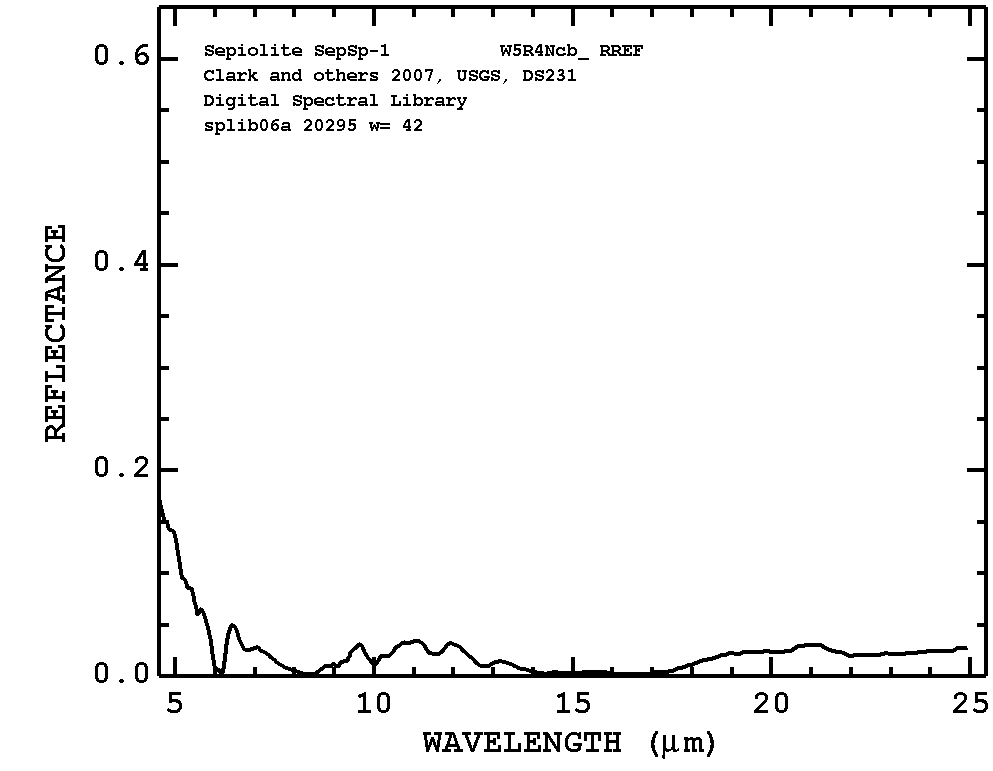 Sepiolite SepSp-1 W5R4Ncb_ RREF
Clark and others 2007, USGS, DS231
Digital Spectral Library
splib06a 20295 w= 42
0.6
0.4
0.2
0.0
REFLECTANCE
5 10 15 20 25
WAVELENGTH (μm)